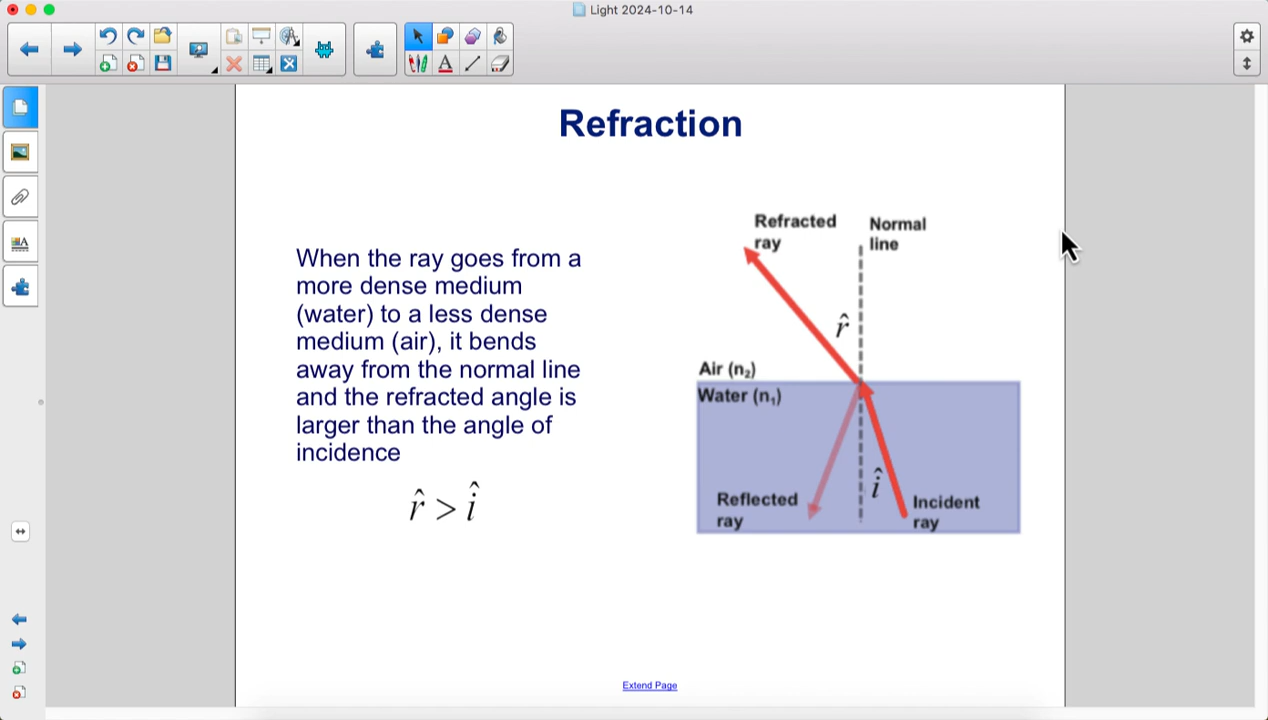 Light 2024-10-14
Refraction
When the ray goes from a
more dense medium
(water) to a less dense
medium (air), it bends
away from the normal line
and the refracted angle is
larger than the angle of
incidence
r̂ > î
Refracted
ray
Normal
line
r̂
Air (n₂)
Water (n₁)
î
Reflected
ray
Incident
ray
Extend Page